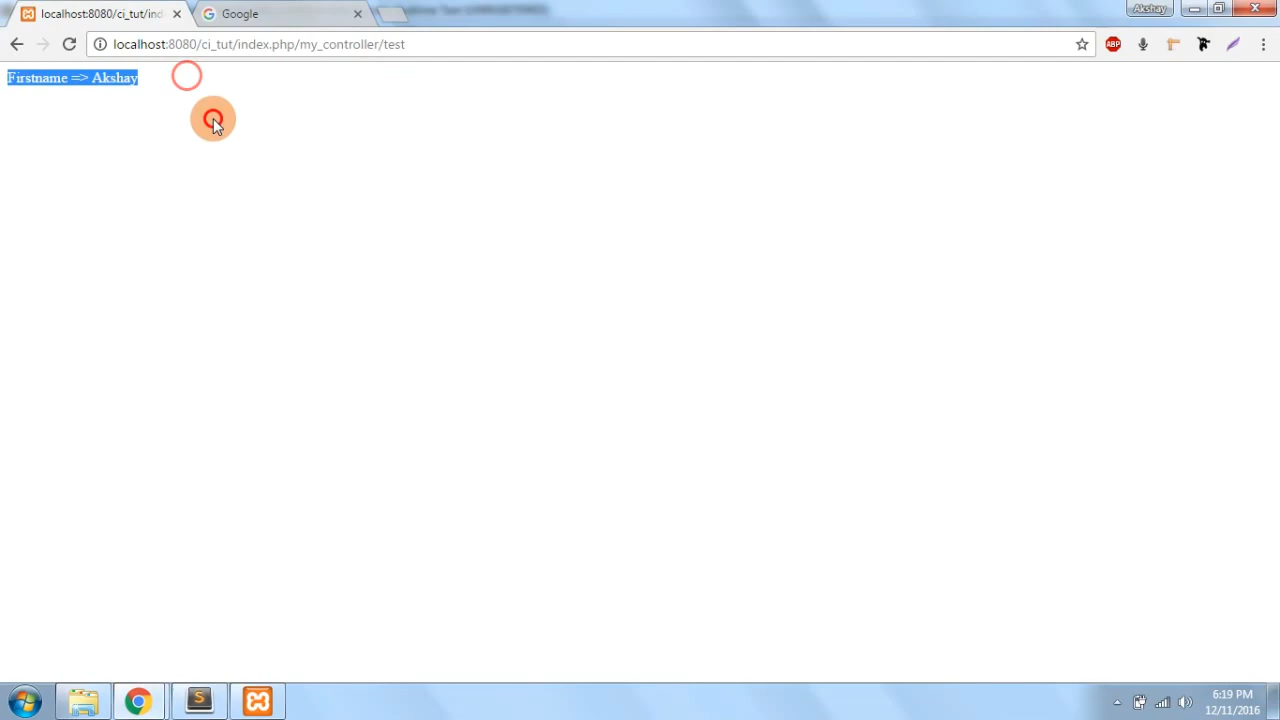 localhost:8080/ci_tut/ind
Google
Akshay
localhost:8080/ci_tut/index.php/my_controller/test
ABP
Firstname => Akshay
6:19 PM
12/11/2016